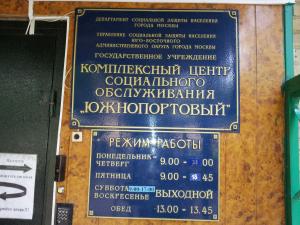 ДЕПАРТАМЕНТ СОЦИАЛЬНОЙ ЗАЩИТЫ НАСЕЛЕНИЯ
ГОРОДА МОСКВЫ
УПРАВЛЕНИЕ СОЦИАЛЬНОЙ ЗАЩИТЫ НАСЕЛЕНИЯ
ЮГО-ВОСТОЧНОГО
АДМИНИСТРАТИВНОГО ОКРУГА ГОРОДА МОСКВЫ
ГОСУДАРСТВЕННОЕ УЧРЕЖДЕНИЕ
КОМПЛЕКСНЫЙ ЦЕНТР
СОЦИАЛЬНОГО
ОБСЛУЖИВАНИЯ
„ЮЖНОПОРТОВЫЙ"
РЕЖИМ РАБОТЫ
ПОНЕДЕЛЬНИК-
ЧЕТВЕРГ 9.00 - 00
ПЯТНИЦА 9.00 - 45
СУББОТА
ВОСКРЕСЕНЬЕ ВЫХОДНОЙ
ОБЕД 13.00 - 13.45